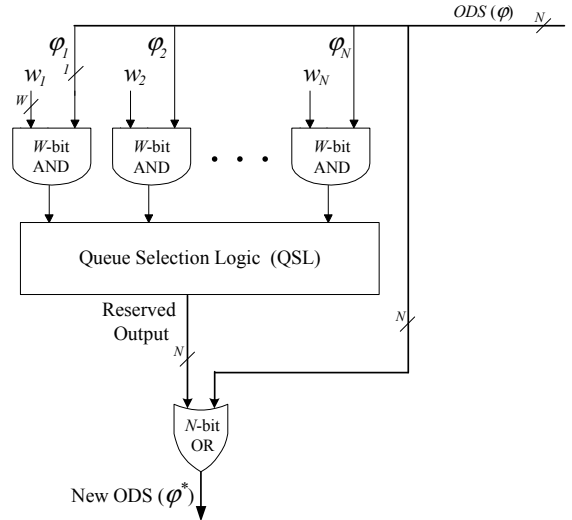 ODS (φ) N
φ1 φ2 φN
1
w1 w2 wN
W
W-bit AND
W-bit AND
. . .
W-bit AND
Queue Selection Logic (QSL)
Reserved
Output
N
N
N-bit
OR
New ODS (φ*)